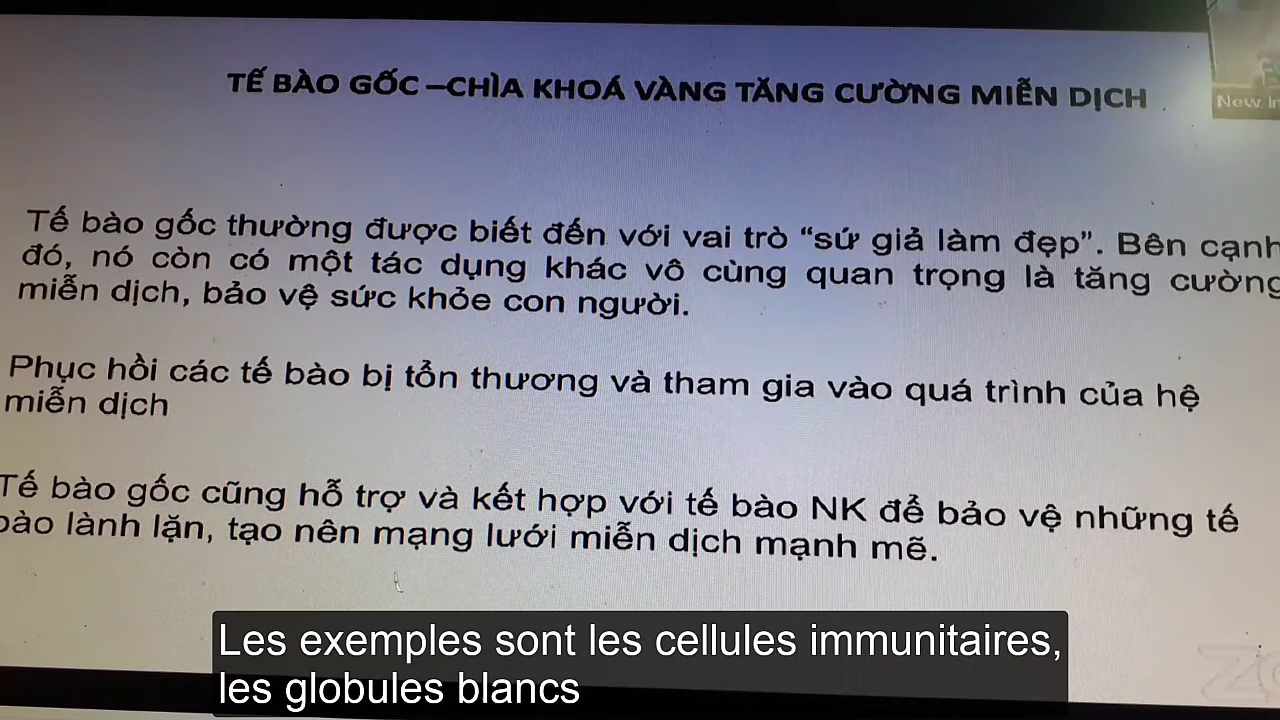 TẾ BÀO GỐC –CHÌA KHOÁ VÀNG TĂNG CƯỜNG MIỄN DỊCH
New In
Tế bào gốc thường được biết đến với vai trò “sứ giả làm đẹp”. Bên cạnh
đó, nó còn có một tác dụng khác vô cùng quan trọng là tăng cường
miễn dịch, bảo vệ sức khỏe con người.
Phục hồi các tế bào bị tổn thương và tham gia vào quá trình của hệ
miễn dịch
Tế bào gốc cũng hỗ trợ và kết hợp với tế bào NK để bảo vệ những tế
bào lành lặn, tạo nên mạng lưới miễn dịch mạnh mẽ.
Les exemples sont les cellules immunitaires,
les globules blancs